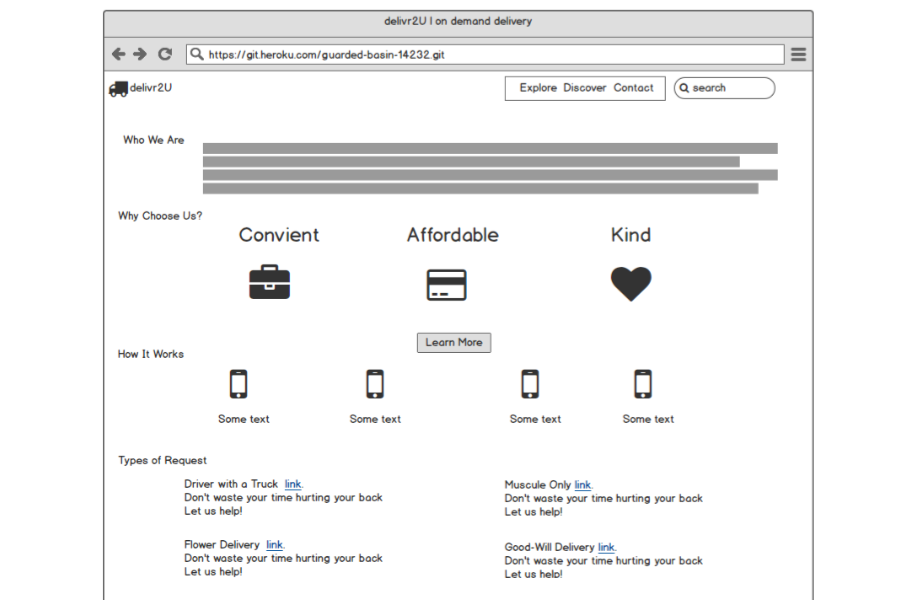 delivr2U | on demand delivery
https://git.heroku.com/guarded-basin-14232.git
delivr2U
Explore Discover Contact
search
Who We Are
Why Choose Us?
Convient
Affordable
Kind
Learn More
How It Works
Some text
Some text
Some text
Some text
Types of Request
Driver with a Truck link.
Don't waste your time hurting your back
Let us help!
Muscule Only link.
Don't waste your time hurting your back
Let us help!
Flower Delivery link.
Don't waste your time hurting your back
Let us help!
Good-Will Delivery link.
Don't waste your time hurting your back
Let us help!